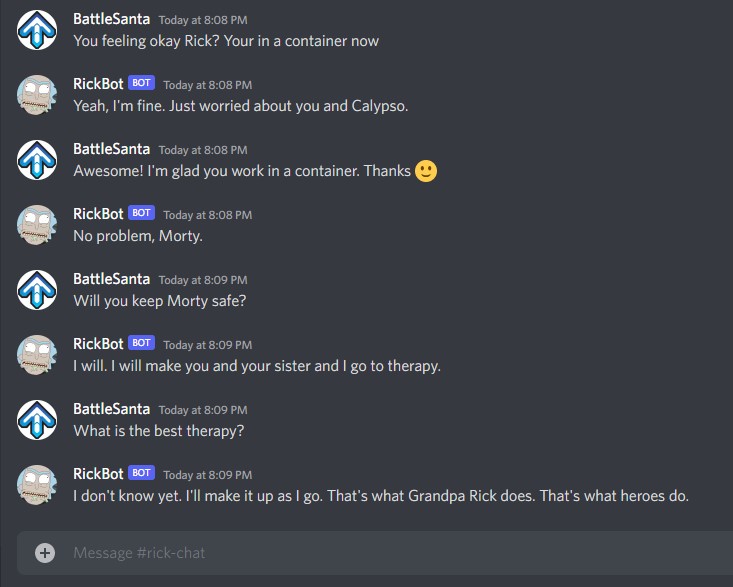 BattleSanta Today at 8:08 PM
You feeling okay Rick? Your in a container now
RickBot BOT Today at 8:08 PM
Yeah, I'm fine. Just worried about you and Calypso.
BattleSanta Today at 8:08 PM
Awesome! I'm glad you work in a container. Thanks 🙂
RickBot BOT Today at 8:08 PM
No problem, Morty.
BattleSanta Today at 8:09 PM
Will you keep Morty safe?
RickBot BOT Today at 8:09 PM
I will. I will make you and your sister and I go to therapy.
BattleSanta Today at 8:09 PM
What is the best therapy?
RickBot BOT Today at 8:09 PM
I don't know yet. I'll make it up as I go. That's what Grandpa Rick does. That's what heroes do.
Message #rick-chat